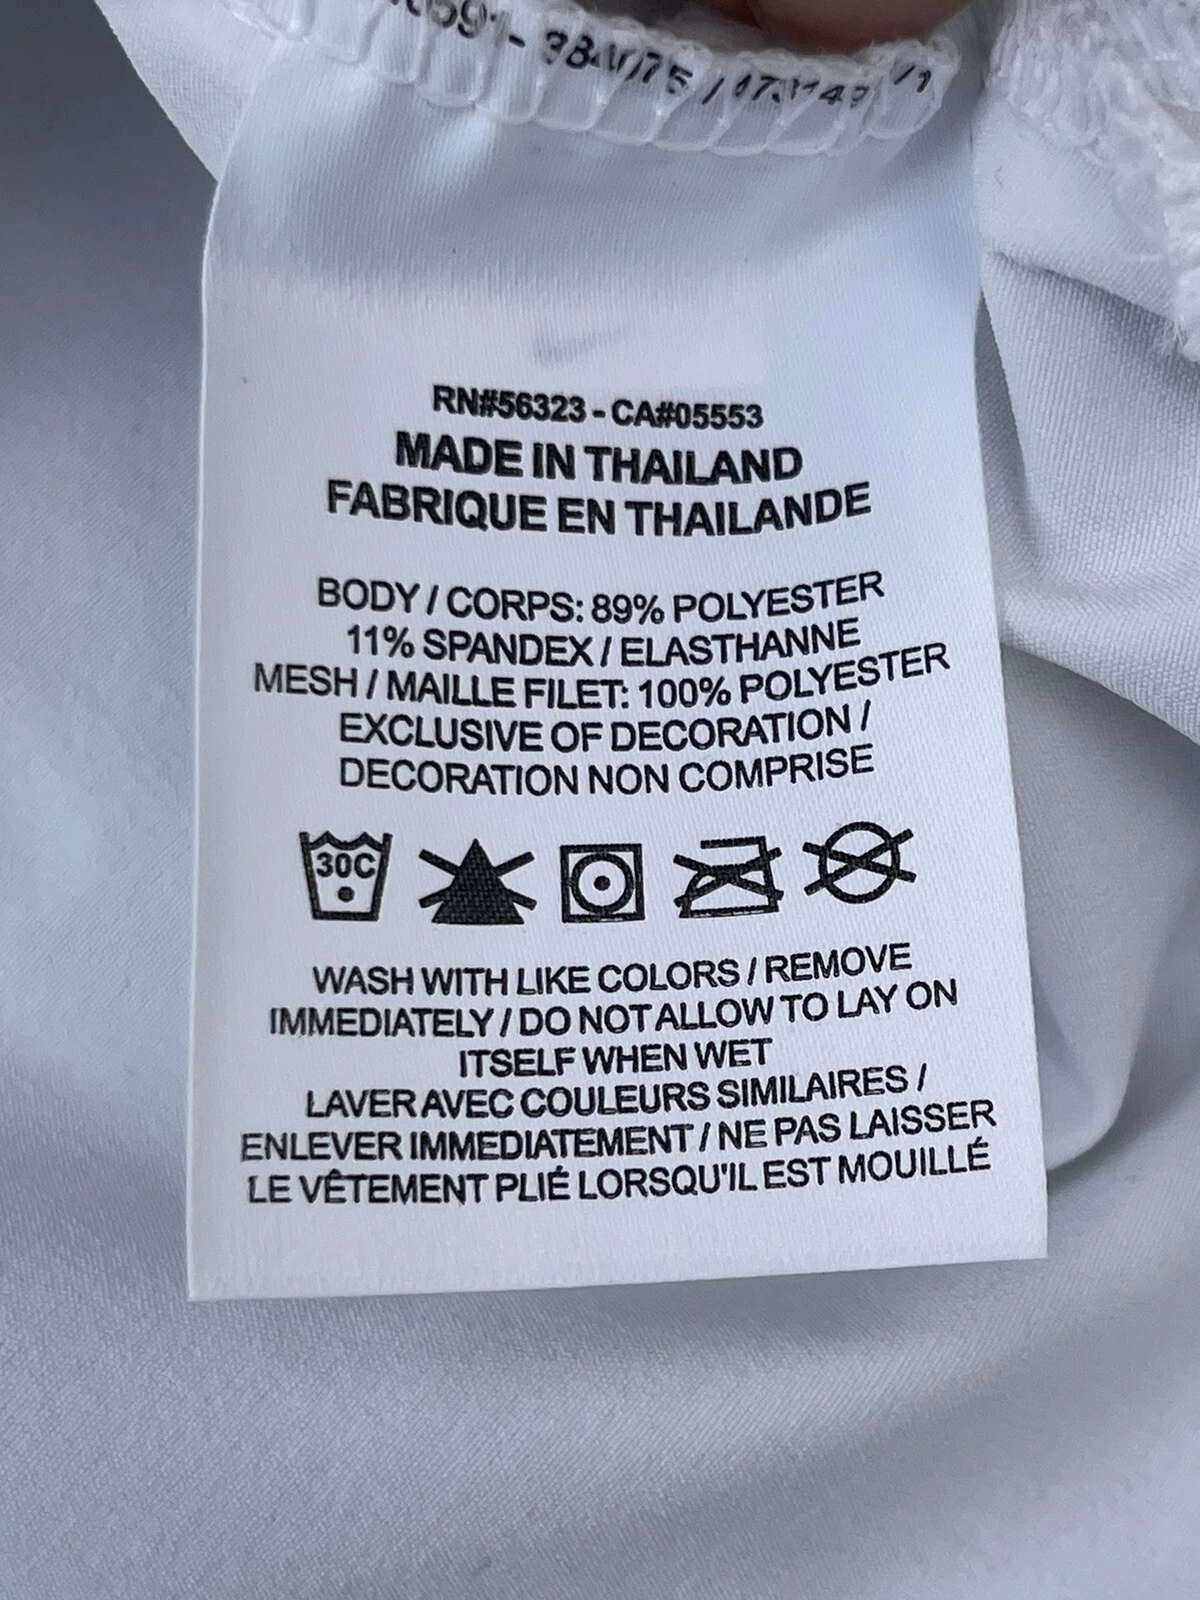 RN#56323 - CA#05553
MADE IN THAILAND
FABRIQUE EN THAILANDE
BODY / CORPS: 89% POLYESTER
11% SPANDEX / ELASTHANNE
MESH / MAILLE FILET: 100% POLYESTER
EXCLUSIVE OF DECORATION /
DECORATION NON COMPRISE
30C
WASH WITH LIKE COLORS / REMOVE
IMMEDIATELY / DO NOT ALLOW TO LAY ON
ITSELF WHEN WET
LAVER AVEC COULEURS SIMILAIRES /
ENLEVER IMMEDIATEMENT / NE PAS LAISSER
LE VÊTEMENT PLIÉ LORSQU'IL EST MOUILLÉ